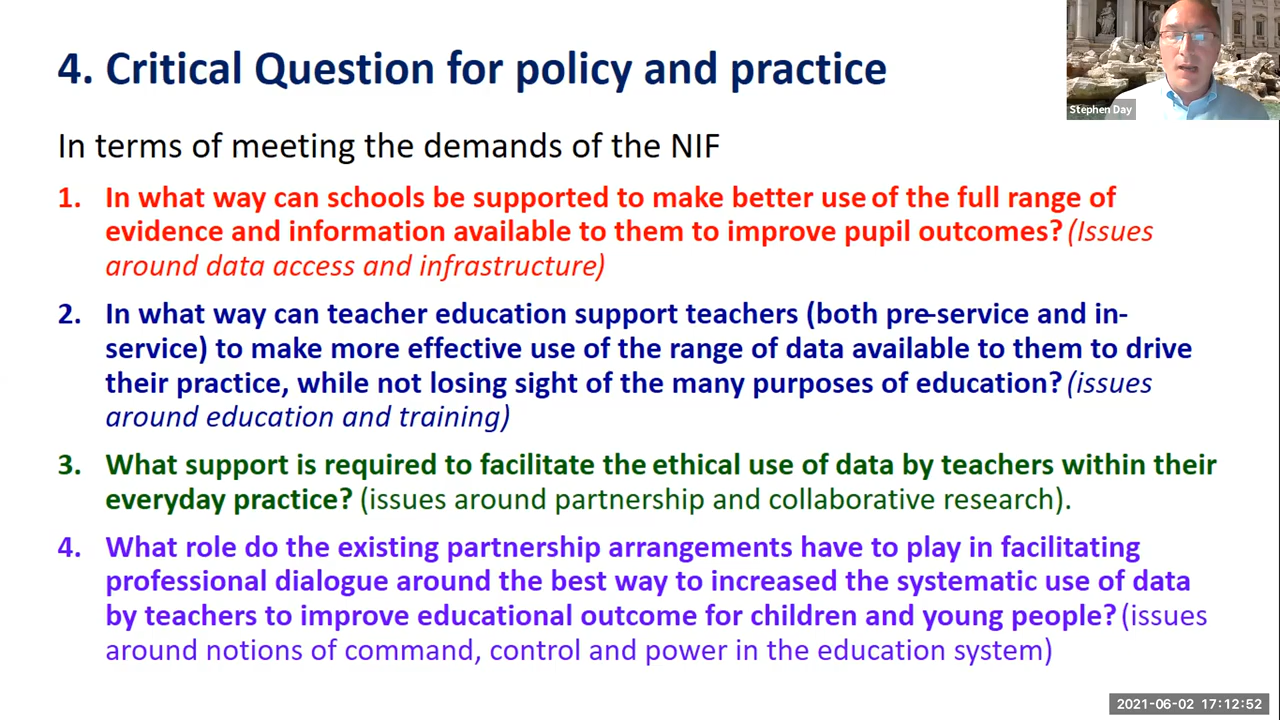 4. Critical Question for policy and practice
Stephen Day
In terms of meeting the demands of the NIF
1. In what way can schools be supported to make better use of the full range of
evidence and information available to them to improve pupil outcomes? (Issues
around data access and infrastructure)
2. In what way can teacher education support teachers (both pre-service and in-
service) to make more effective use of the range of data available to them to drive
their practice, while not losing sight of the many purposes of education? (issues
around education and training)
3. What support is required to facilitate the ethical use of data by teachers within their
everyday practice? (issues around partnership and collaborative research).
4. What role do the existing partnership arrangements have to play in facilitating
professional dialogue around the best way to increased the systematic use of data
by teachers to improve educational outcome for children and young people? (issues
around notions of command, control and power in the education system)
2021-06-02 17:12:52